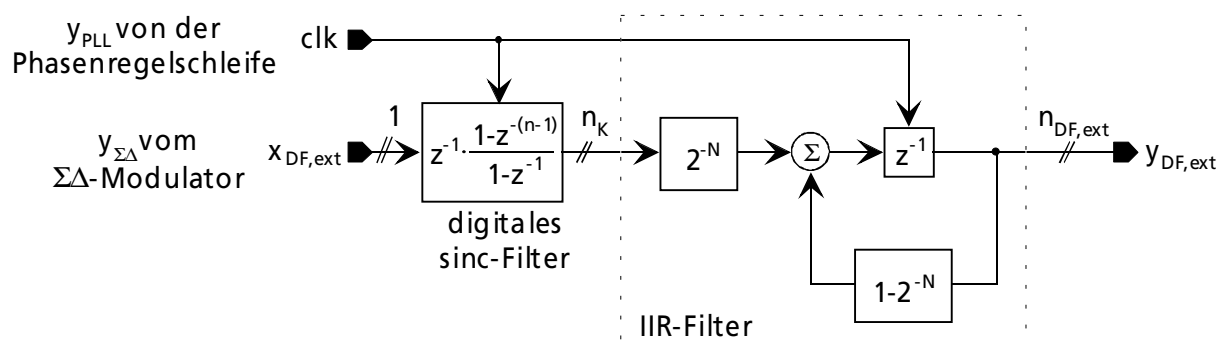 y_PLL von der
Phasenregelschleife
clk
y_ΣΔ vom
ΣΔ-Modulator
x_DF,ext
1
z^-1 · (1-z^-(n-1))/(1-z^-1)
digitales
sinc-Filter
n_K
2^-N
Σ
z^-1
1-2^-N
IIR-Filter
n_DF,ext
y_DF,ext